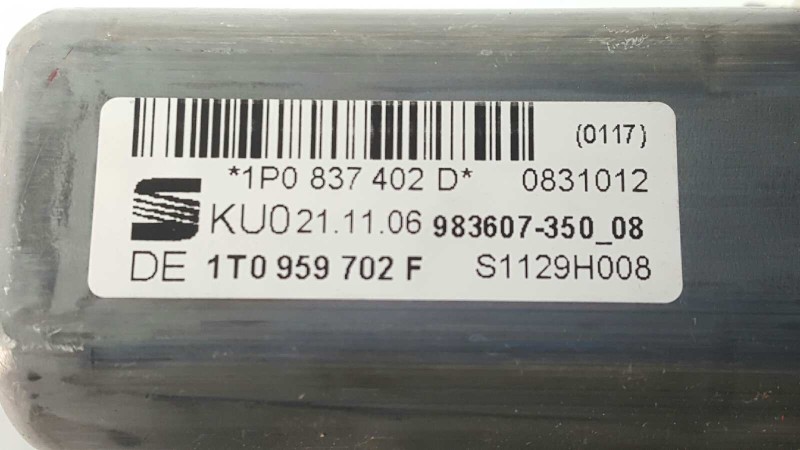 (0117)
*1P0 837 402 D* 0831012
KU0 21.11.06 983607-350_08
DE 1T0 959 702 F S1129H008